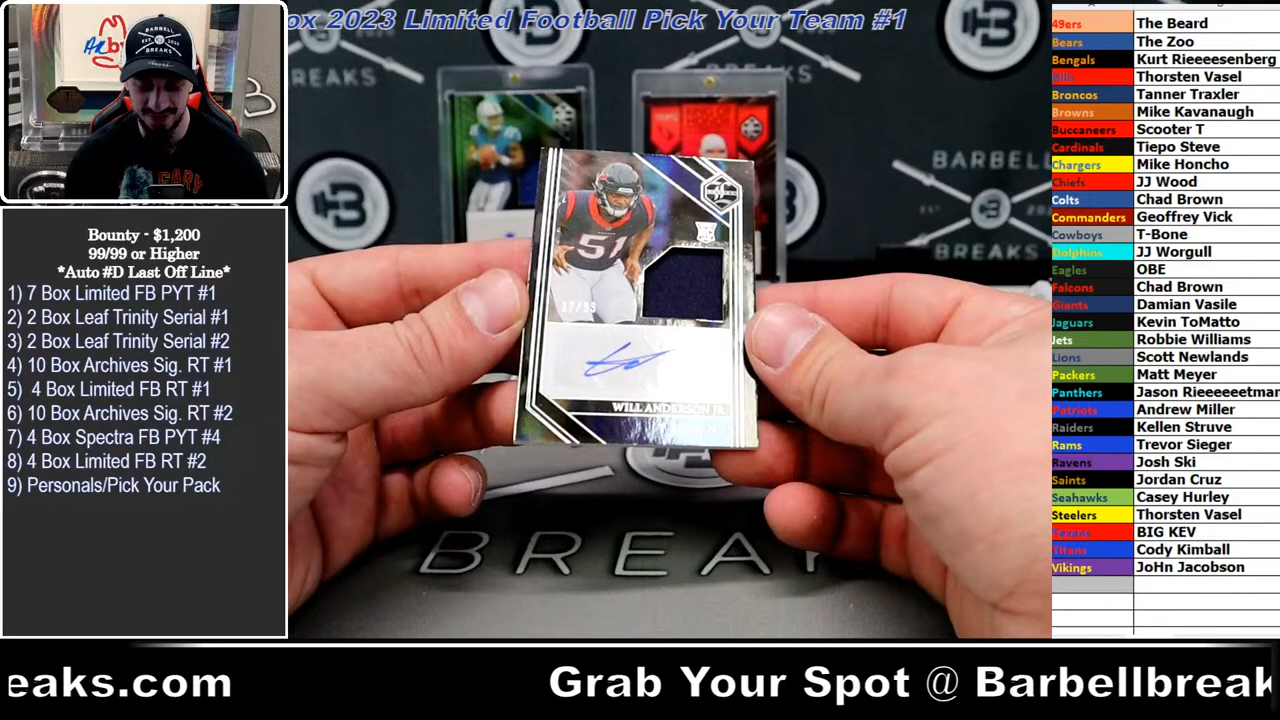 ox 2023 Limited Football Pick Your Team #1
BARBELL
BREAKS
Bounty - $1,200
99/99 or Higher
*Auto #D Last Off Line*
1) 7 Box Limited FB PYT #1
2) 2 Box Leaf Trinity Serial #1
3) 2 Box Leaf Trinity Serial #2
4) 10 Box Archives Sig. RT #1
5) 4 Box Limited FB RT #1
6) 10 Box Archives Sig. RT #2
7) 4 Box Spectra FB PYT #4
8) 4 Box Limited FB RT #2
9) Personals/Pick Your Pack
BREAKS
BARBELL
BREAKS
51
WILL ANDERSON JR.
BREA
49ers The Beard
Bears The Zoo
Bengals Kurt Rieeeesenberg
Bills Thorsten Vasel
Broncos Tanner Traxler
Browns Mike Kavanaugh
Buccaneers Scooter T
Cardinals Tiepo Steve
Chargers Mike Honcho
Chiefs JJ Wood
Colts Chad Brown
Commanders Geoffrey Vick
Cowboys T-Bone
Dolphins JJ Worgull
Eagles OBE
Falcons Chad Brown
Giants Damian Vasile
Jaguars Kevin ToMatto
Jets Robbie Williams
Lions Scott Newlands
Packers Matt Meyer
Panthers Jason Rieeeeetmar
Patriots Andrew Miller
Raiders Kellen Struve
Rams Trevor Sieger
Ravens Josh Ski
Saints Jordan Cruz
Seahawks Casey Hurley
Steelers Thorsten Vasel
Texans BIG KEV
Titans Cody Kimball
Vikings JoHn Jacobson
eaks.com Grab Your Spot @ Barbellbreak